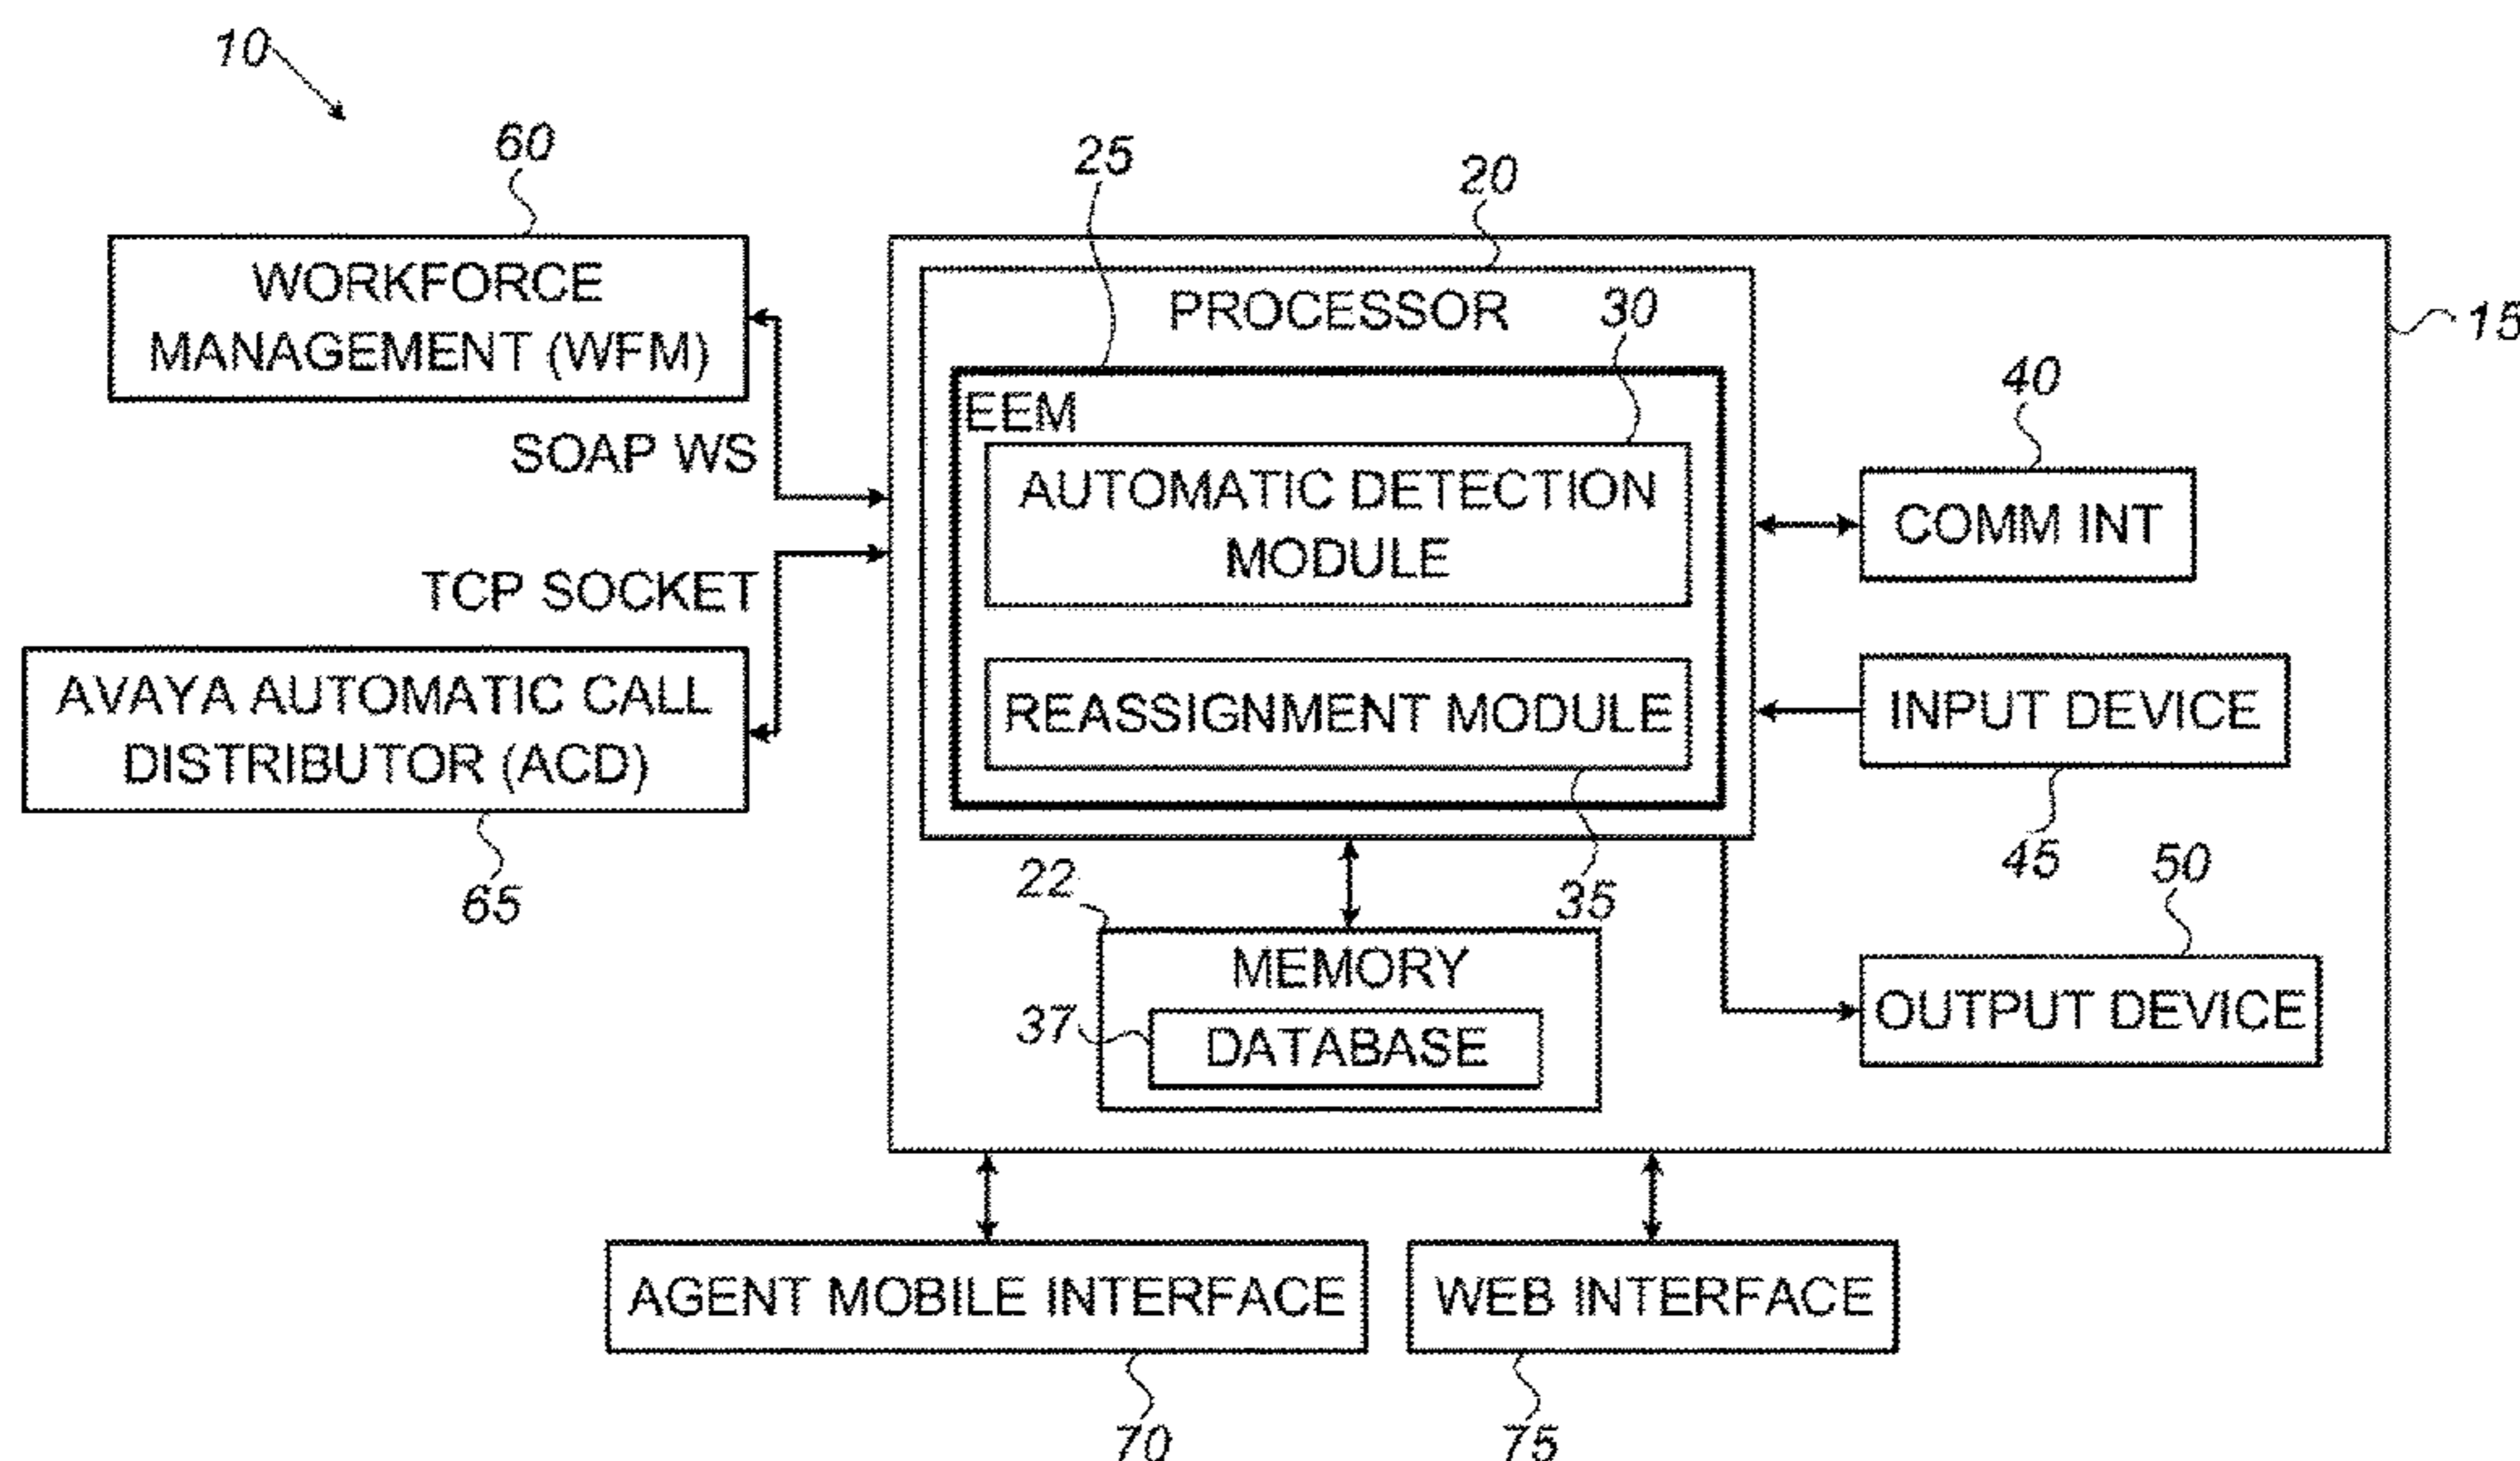 10
60
25
20
WORKFORCE
MANAGEMENT (WFM)
PROCESSOR
30
15
EEM
40
SOAP WS
AUTOMATIC DETECTION
MODULE
COMM INT
TCP SOCKET
AVAYA AUTOMATIC CALL
DISTRIBUTOR (ACD)
REASSIGNMENT MODULE
INPUT DEVICE
65
22
35
45
50
MEMORY
37
DATABASE
OUTPUT DEVICE
AGENT MOBILE INTERFACE
WEB INTERFACE
70
75